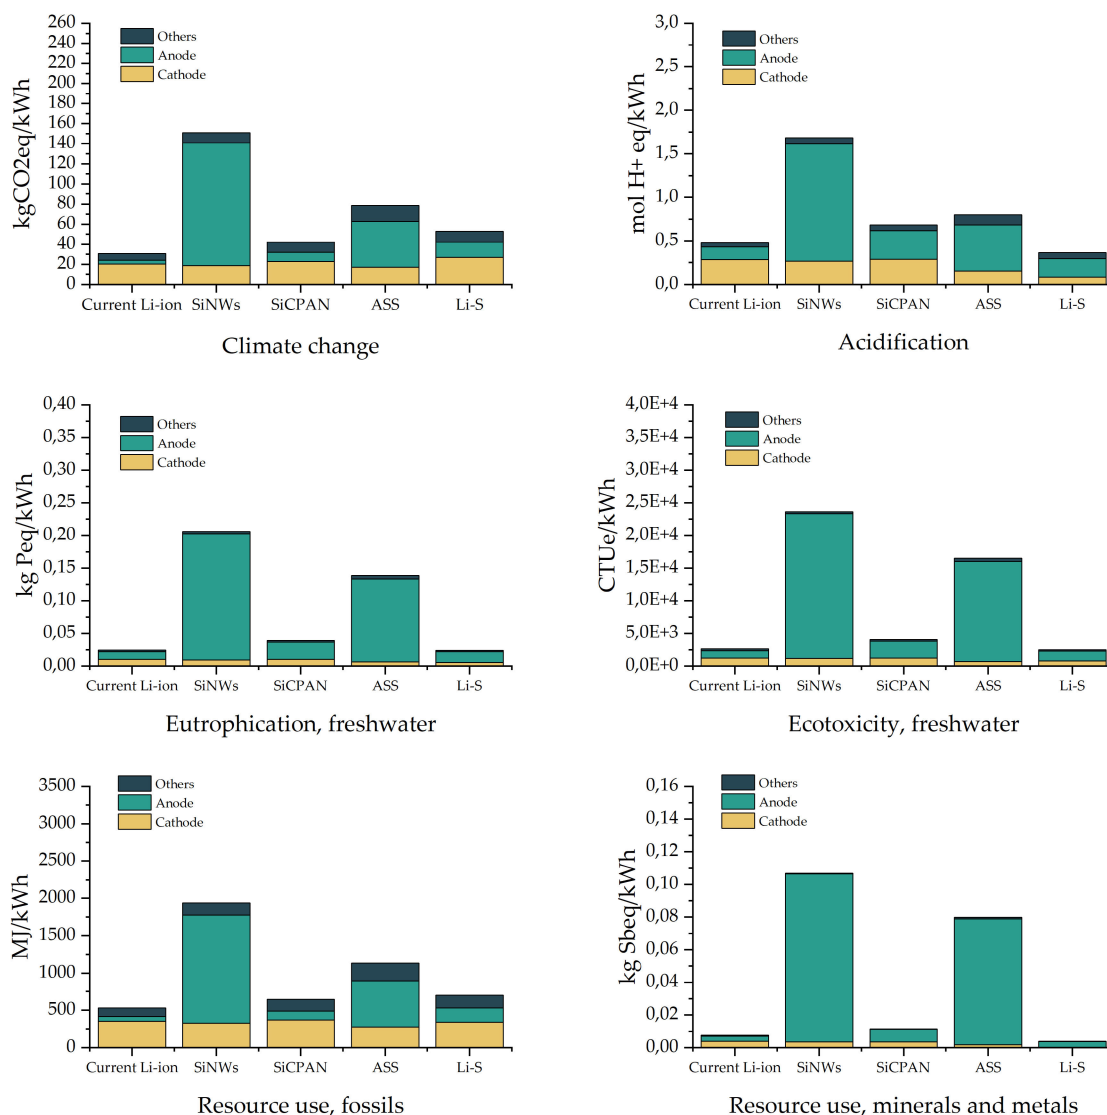 260
240
220
200
180
160
140
120
100
80
60
40
20
0
kgCO2eq/kWh
Others
Anode
Cathode
Current Li-ion SiNWs SiCPAN ASS Li-S
Climate change
3,0
2,5
2,0
1,5
1,0
0,5
0,0
mol H+ eq/kWh
Others
Anode
Cathode
Current Li-ion SiNWs SiCPAN ASS Li-S
Acidification
0,40
0,35
0,30
0,25
0,20
0,15
0,10
0,05
0,00
kg Peq/kWh
Others
Anode
Cathode
Current Li-ion SiNWs SiCPAN ASS Li-S
Eutrophication, freshwater
4,0E+4
3,5E+4
3,0E+4
2,5E+4
2,0E+4
1,5E+4
1,0E+4
5,0E+3
0,0E+0
CTUe/kWh
Others
Anode
Cathode
Current Li-ion SiNWs SiCPAN ASS Li-S
Ecotoxicity, freshwater
3500
3000
2500
2000
1500
1000
500
0
MJ/kWh
Others
Anode
Cathode
Current Li-ion SiNWs SiCPAN ASS Li-S
Resource use, fossils
0,16
0,14
0,12
0,10
0,08
0,06
0,04
0,02
0,00
kg Sbeq/kWh
Others
Anode
Cathode
Current Li-ion SiNWs SiCPAN ASS Li-S
Resource use, minerals and metals